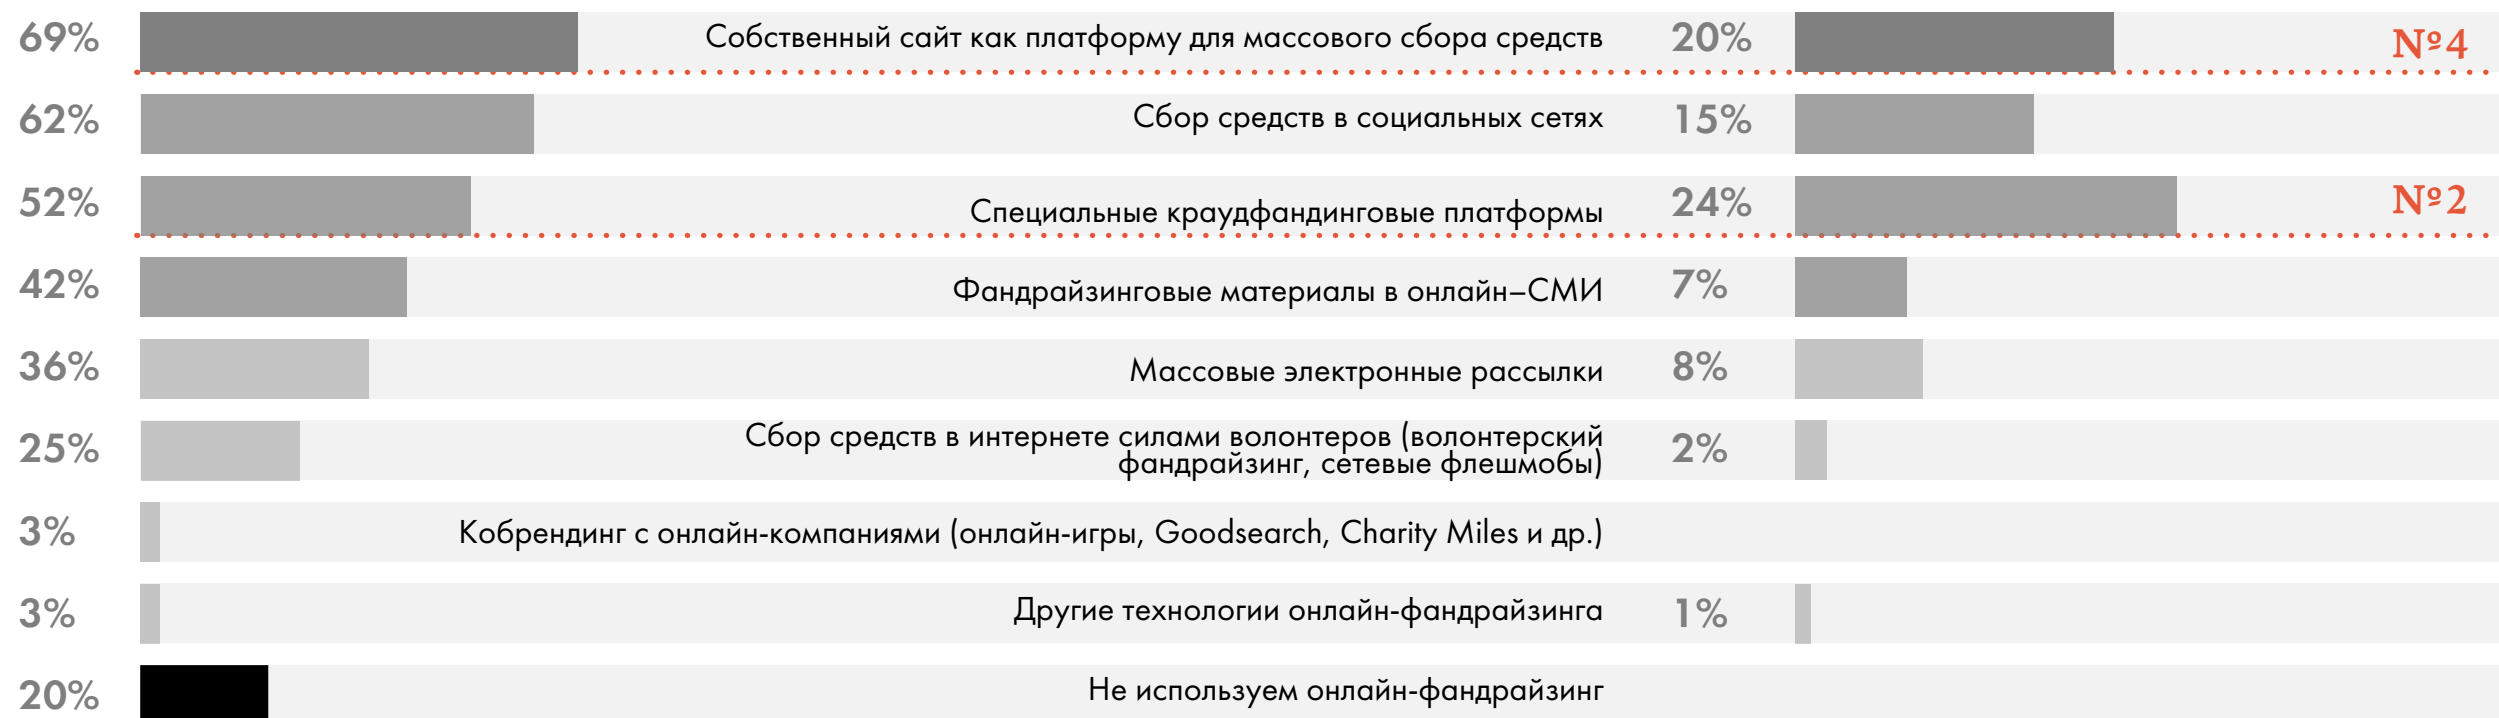 69% Собственный сайт как платформу для массового сбора средств 20% №4
62% Сбор средств в социальных сетях 15%
52% Специальные краудфандинговые платформы 24% №2
42% Фандрайзинговые материалы в онлайн–СМИ 7%
36% Массовые электронные рассылки 8%
25% Сбор средств в интернете силами волонтеров (волонтерский 2%
фандрайзинг, сетевые флешмобы)
3% Кобрендинг с онлайн-компаниями (онлайн-игры, Goodsearch, Charity Miles и др.)
3% Другие технологии онлайн-фандрайзинга 1%
20% Не используем онлайн-фандрайзинг